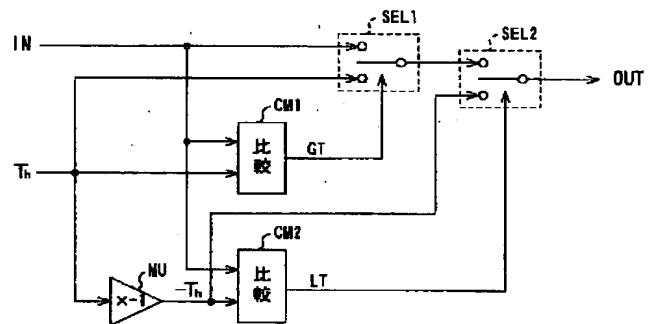 SEL1
IN
SEL2
OUT
CM1
比較
GT
Th
CM2
比較
LT
MU
×-1
-Th